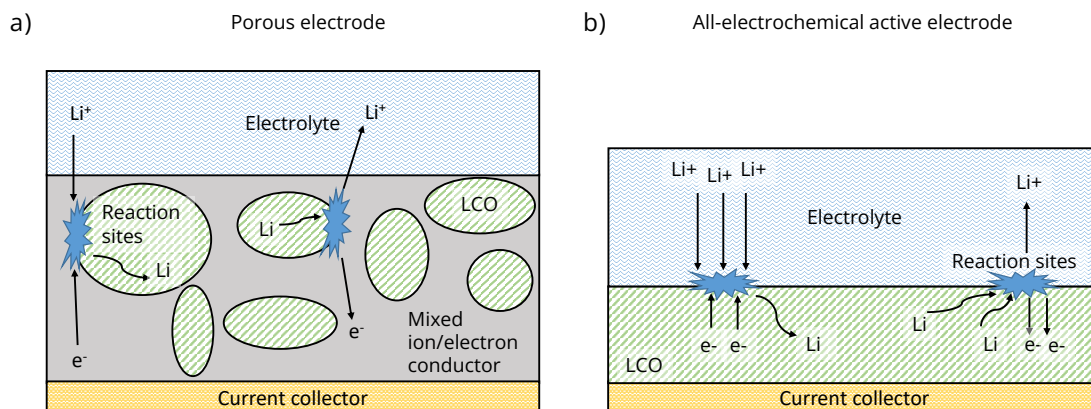 a)
Porous electrode
b)
All-electrochemical active electrode
Li⁺
Electrolyte
Li⁺
Reaction
sites
Li
Li
LCO
e⁻
e⁻
Mixed
ion/electron
conductor
Current collector
Li+
Li+
Li+
Li+
Electrolyte
Reaction sites
e-
e-
Li
Li
Li
e-
e-
LCO
Current collector